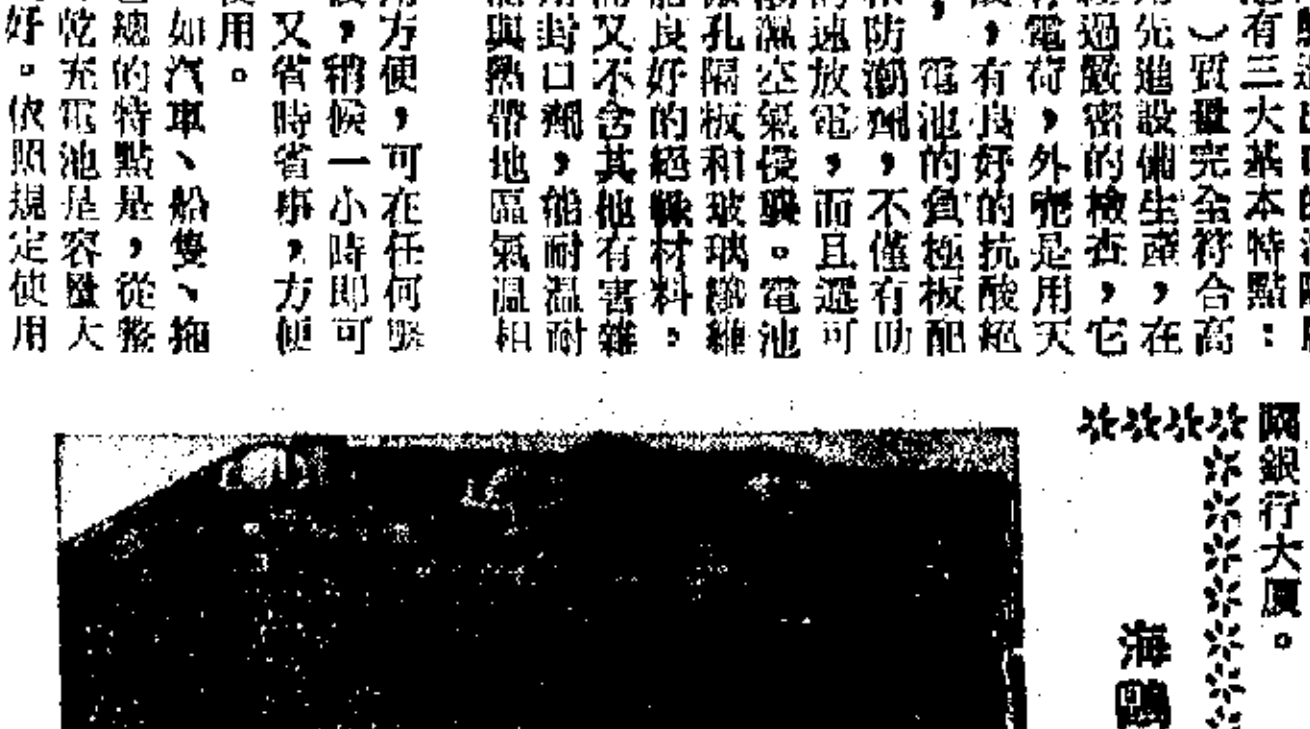 有三大基本特點：
）質量完全符合高
先進設備生產，在
過嚴密的檢查，它
電荷，外壳是用天
，有良好的抗酸絕
，電池的負極板配
防潮劑，不僅有助
速放電，而且還可
潮濕空氣侵襲。電池
孔隔板和玻璃纖維
良好的絕緣材料，
又不含其他有害雜
封口劑，能耐溫耐
與熱帶地區氣溫相
方便，可在任何
，稍候一小時即可
又省時省事，方便
使用。
如汽車、船隻、拖
總的特點是，從整
乾充電池是容量大
好。依照規定使用
銀行大厦。
海鷗